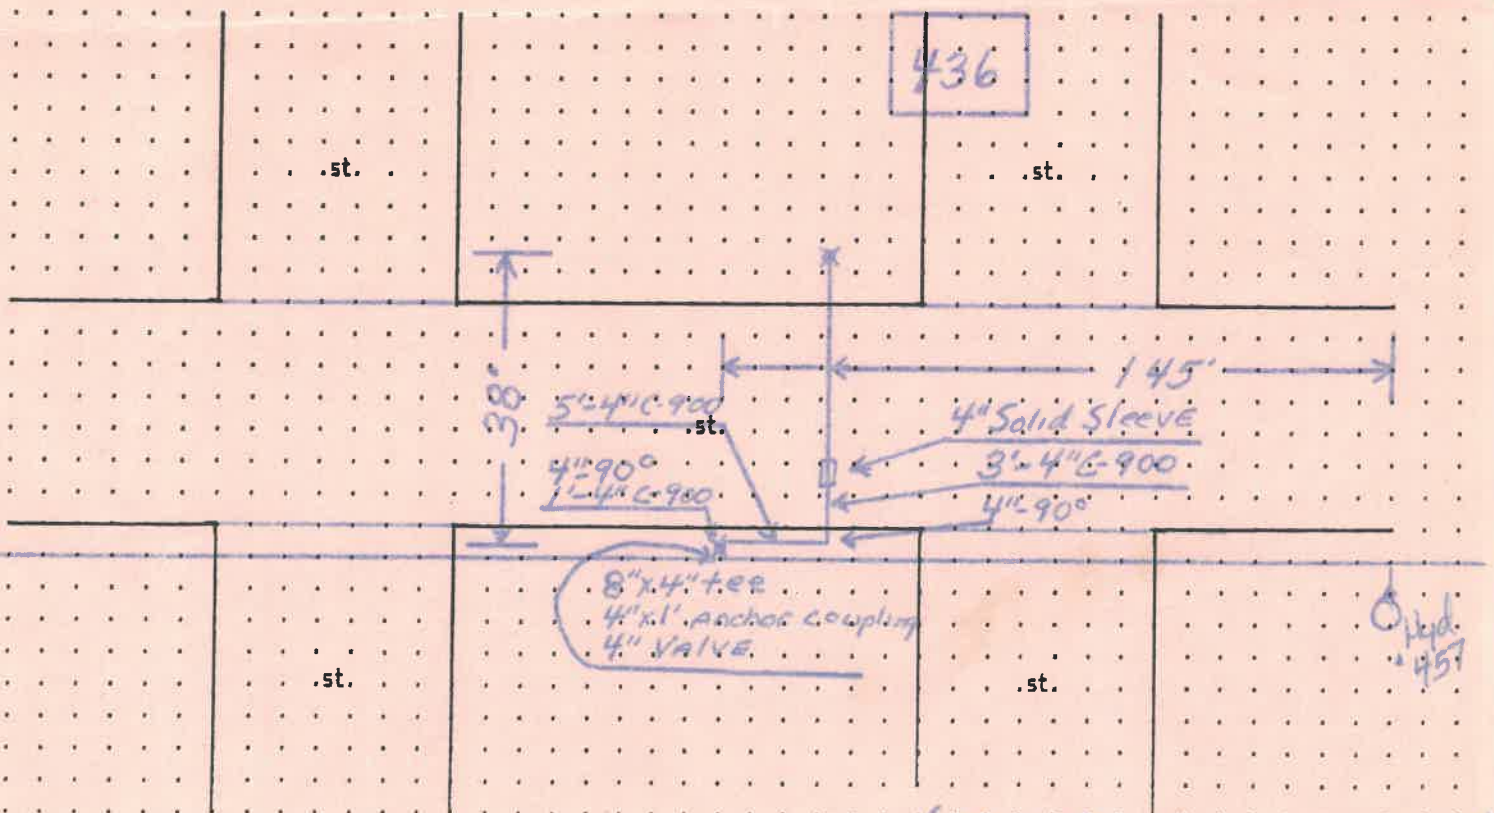 436
.st.
.st.
38'
145'
5'-4"C-900
.st.
4"-90°
1'-4"C-900
4"Solid Sleeve
3'-4"C-900
4"-90°
8"x4" tee
4"x1' anchor coupling
4" VALVE
Hyd.
457
.st.
.st.